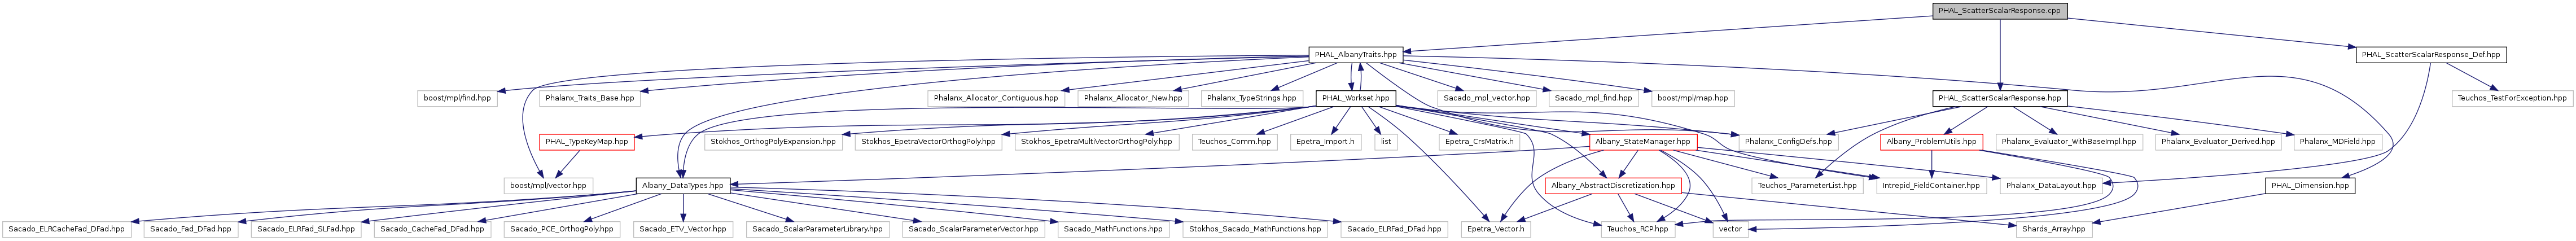 PHAL_ScatterScalarResponse.cpp
PHAL_AlbanyTraits.hpp
PHAL_ScatterScalarResponse_Def.hpp
boost/mpl/find.hpp
Phalanx_Traits_Base.hpp
Phalanx_Allocator_Contiguous.hpp
Phalanx_Allocator_New.hpp
Phalanx_TypeStrings.hpp
PHAL_Workset.hpp
Sacado_mpl_vector.hpp
Sacado_mpl_find.hpp
boost/mpl/map.hpp
PHAL_ScatterScalarResponse.hpp
Teuchos_TestForException.hpp
PHAL_TypeKeyMap.hpp
Stokhos_OrthogPolyExpansion.hpp
Stokhos_EpetraVectorOrthogPoly.hpp
Stokhos_EpetraMultiVectorOrthogPoly.hpp
Teuchos_Comm.hpp
Epetra_Import.h
list
Epetra_CrsMatrix.h
Albany_StateManager.hpp
Phalanx_ConfigDefs.hpp
Albany_ProblemUtils.hpp
Phalanx_Evaluator_WithBaseImpl.hpp
Phalanx_Evaluator_Derived.hpp
Phalanx_MDField.hpp
boost/mpl/vector.hpp
Albany_DataTypes.hpp
Albany_AbstractDiscretization.hpp
Teuchos_ParameterList.hpp
Intrepid_FieldContainer.hpp
Phalanx_DataLayout.hpp
PHAL_Dimension.hpp
Sacado_ELRCacheFad_DFad.hpp
Sacado_Fad_DFad.hpp
Sacado_ELRFad_SLFad.hpp
Sacado_CacheFad_DFad.hpp
Sacado_PCE_OrthogPoly.hpp
Sacado_ETV_Vector.hpp
Sacado_ScalarParameterLibrary.hpp
Sacado_ScalarParameterVector.hpp
Sacado_MathFunctions.hpp
Stokhos_Sacado_MathFunctions.hpp
Sacado_ELRFad_DFad.hpp
Epetra_Vector.h
Teuchos_RCP.hpp
vector
Shards_Array.hpp